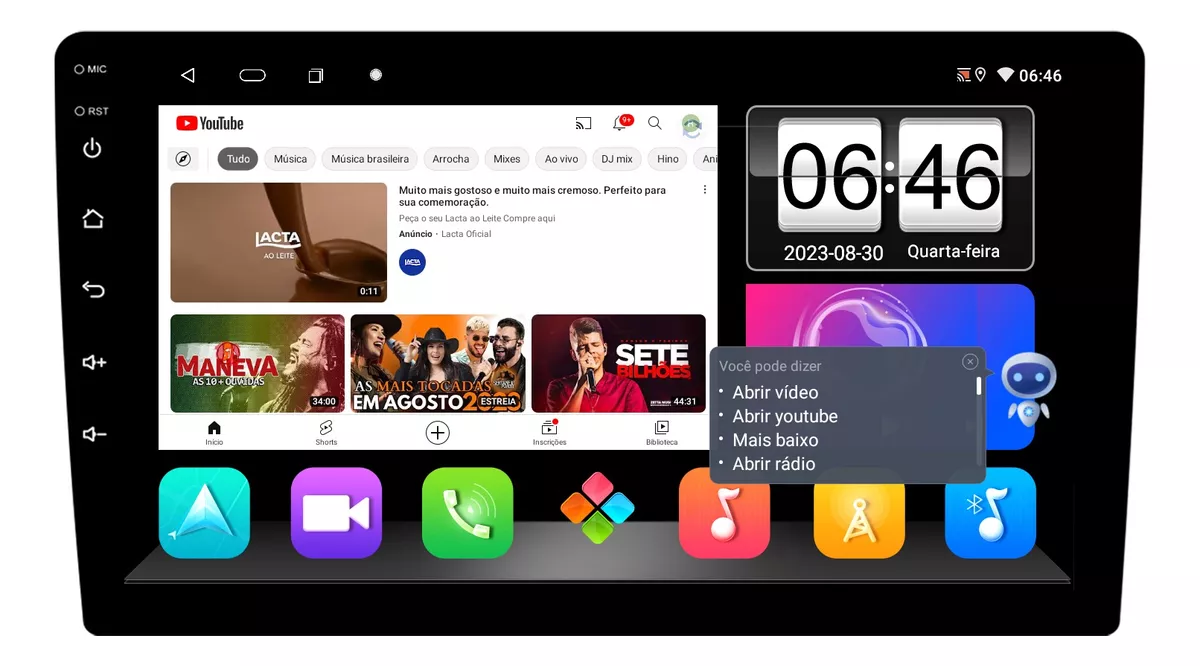 MIC
RST
06:46
YouTube
9+
Tudo
Música
Música brasileira
Arrocha
Mixes
Ao vivo
DJ mix
Hino
Ani
LACTA
AO LEITE
0:11
Muito mais gostoso e muito mais cremoso. Perfeito para
sua comemoração.
Peça o seu Lacta ao Leite Compre aqui
Anúncio · Lacta Oficial
LACTA
MANEVA
AS 10 + OUVIDAS
34:00
AS MAIS TOCADAS
EM AGOSTO 2023
ESTREIA
SETE
BILHÕES
44:31
Início
Shorts
Inscrições
Biblioteca
06:46
2023-08-30
Quarta-feira
Você pode dizer
• Abrir vídeo
• Abrir youtube
• Mais baixo
• Abrir rádio